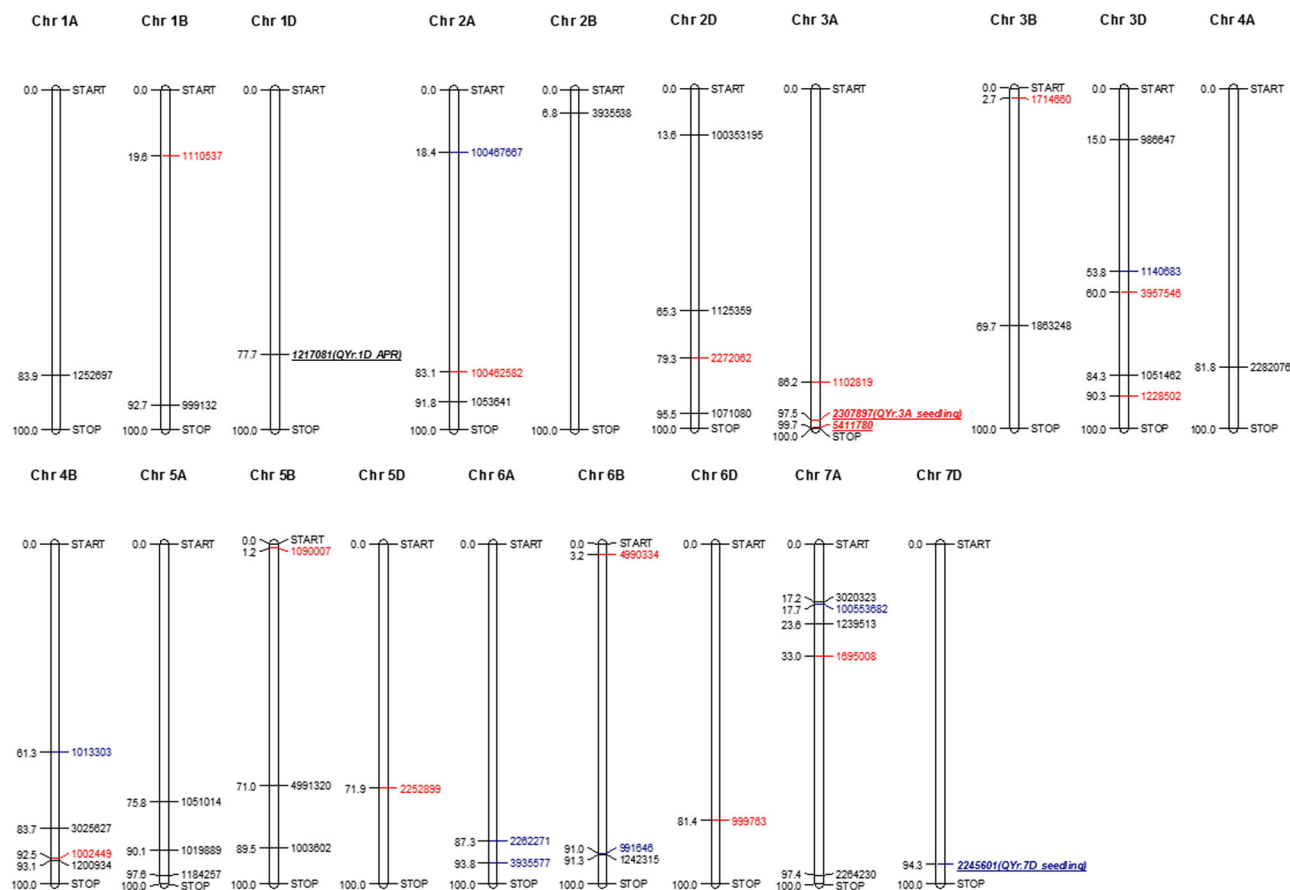 Chr 1A
Chr 1B
Chr 1D
Chr 2A
Chr 2B
Chr 2D
Chr 3A
Chr 3B
Chr 3D
Chr 4A
0.0 START
83.9 1252697
100.0 STOP
0.0 START
19.6 1110537
92.7 999132
100.0 STOP
0.0 START
77.7 1217081(QYr.1D_APR)
100.0 STOP
0.0 START
18.4 100467667
83.1 100462582
91.8 1053641
100.0 STOP
0.0 START
6.8 3935538
100.0 STOP
0.0 START
13.6 100353195
65.3 1125359
79.3 2272062
95.5 1071080
100.0 STOP
0.0 START
86.2 1102819
97.5 2307897(QYr.3A_seedling)
99.7 5411780
100.0 STOP
0.0 START
2.7 1714660
69.7 1863248
100.0 STOP
0.0 START
15.0 986647
53.8 1140683
60.0 3957546
84.3 1051462
90.3 1228502
100.0 STOP
0.0 START
81.8 2282076
100.0 STOP
Chr 4B
Chr 5A
Chr 5B
Chr 5D
Chr 6A
Chr 6B
Chr 6D
Chr 7A
Chr 7D
0.0 START
61.3 1013303
83.7 3025627
92.5 1002449
93.1 1200934
100.0 STOP
0.0 START
75.8 1051014
90.1 1019889
97.6 1184257
100.0 STOP
0.0 START
1.2 1090007
71.0 4991320
89.5 1003602
100.0 STOP
0.0 START
71.9 2252899
100.0 STOP
0.0 START
87.3 2262271
93.8 3935577
100.0 STOP
0.0 START
3.2 4990334
91.0 991646
91.3 1242315
100.0 STOP
0.0 START
81.4 999763
100.0 STOP
0.0 START
17.2 3020323
17.7 100553682
23.6 1239513
33.0 1695008
97.4 2264230
100.0 STOP
0.0 START
94.3 2245601(QYr.7D_seedling)
100.0 STOP